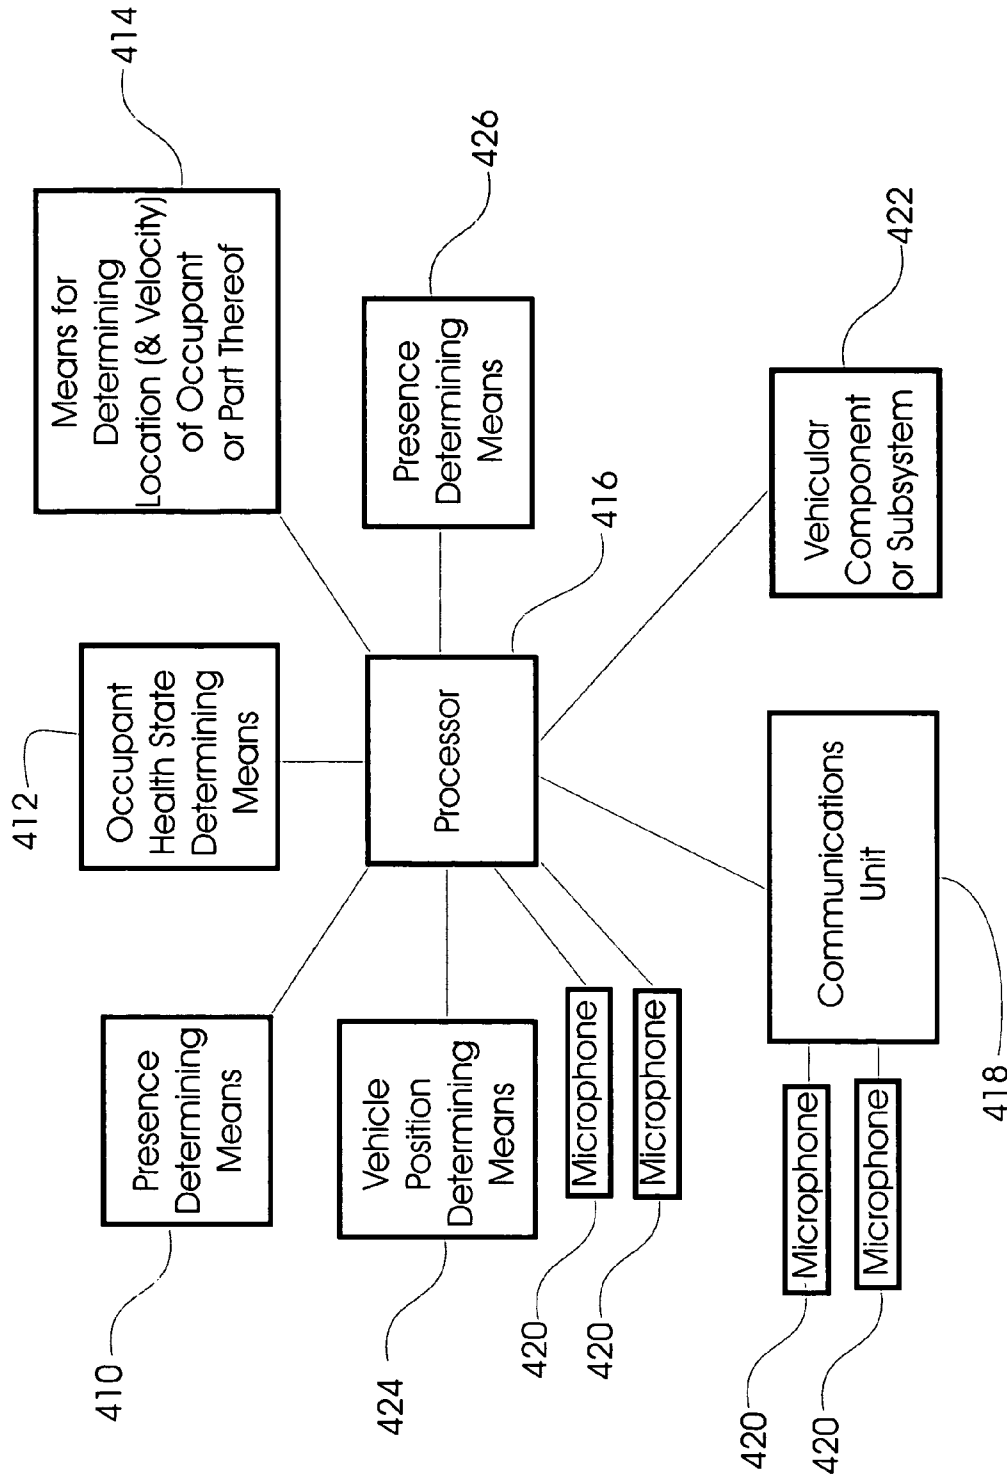 410
Presence
Determining
Means
412
Occupant
Health State
Determining
Means
414
Means for
Determining
Location (& Velocity)
of Occupant
or Part Thereof
424
Vehicle
Position
Determining
Means
Processor
416
Presence
Determining
Means
426
420
Microphone
420
Microphone
420
Microphone
420
Microphone
Communications
Unit
418
Vehicular
Component
or Subsystem
422